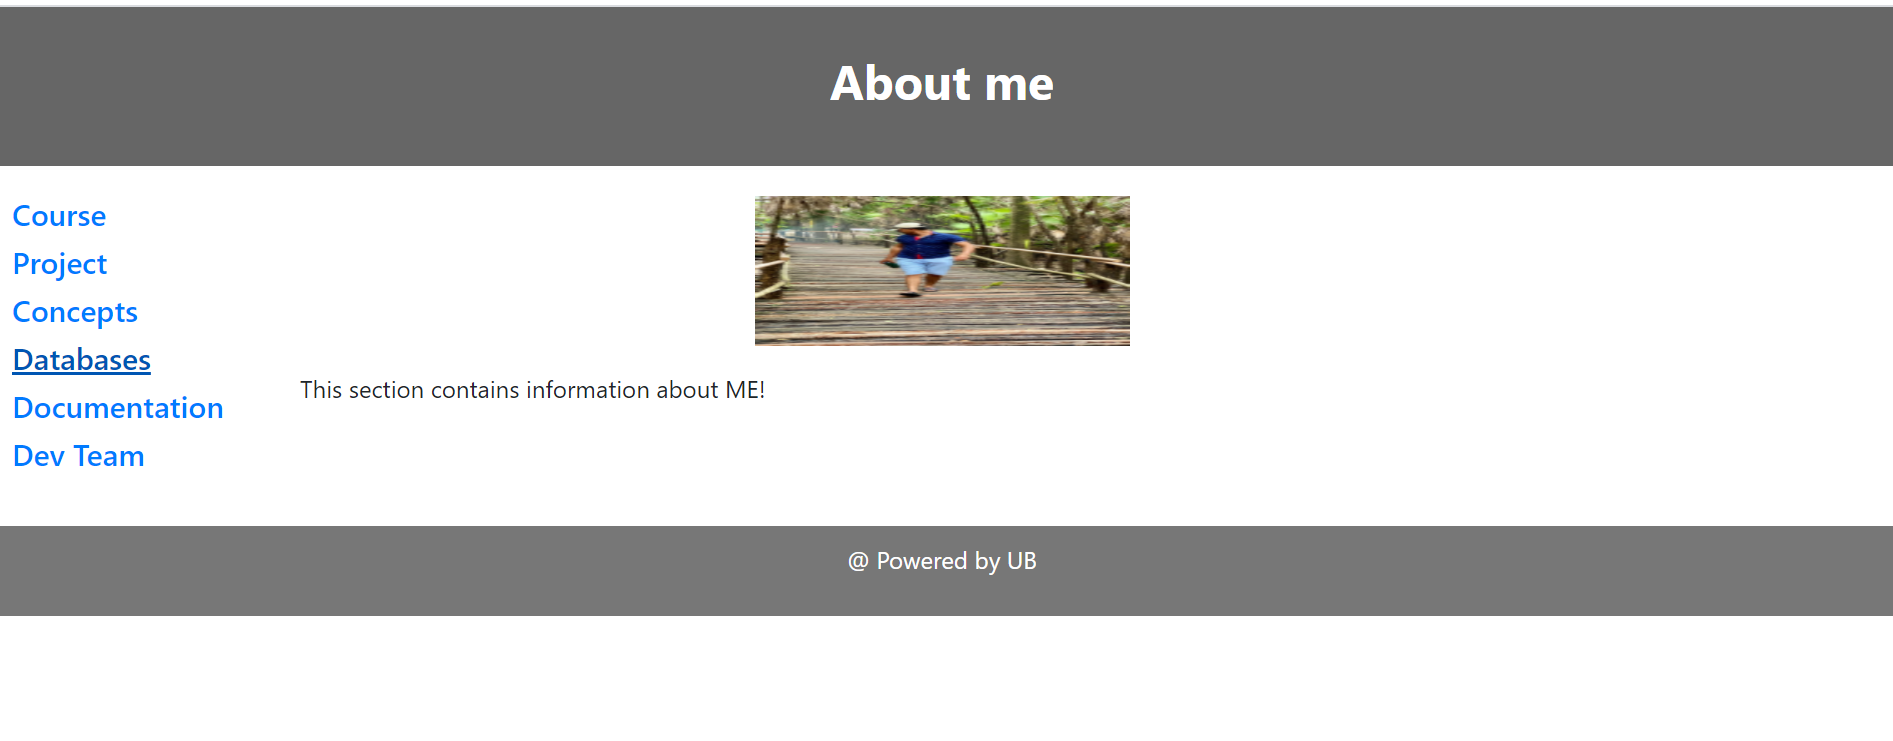 About me
Course
Project
Concepts
Databases
Documentation
Dev Team
This section contains information about ME!
@ Powered by UB